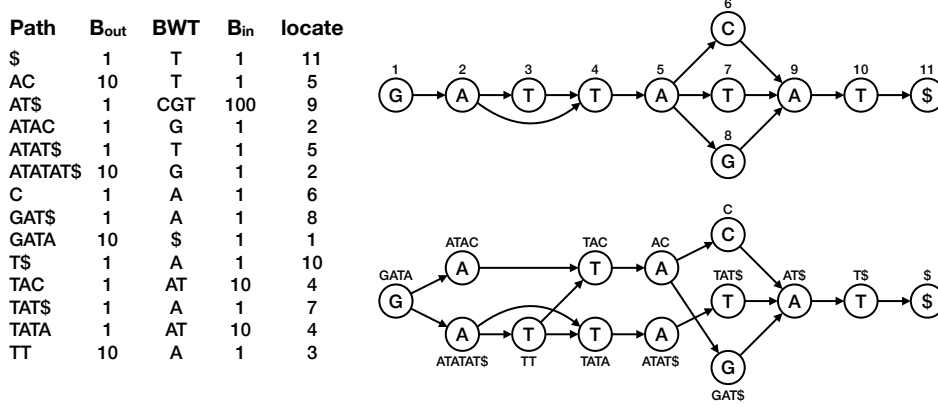 Path Bout BWT Bin locate
$ 1 T 1 11
AC 10 T 1 5
AT$ 1 CGT 100 9
ATAC 1 G 1 2
ATAT$ 1 T 1 5
ATATAT$ 10 G 1 2
C 1 A 1 6
GAT$ 1 A 1 8
GATA 10 $ 1 1
T$ 1 A 1 10
TAC 1 AT 10 4
TAT$ 1 A 1 7
TATA 1 AT 10 4
TT 10 A 1 3
6
C
1 2 3 4 5 7 9 10 11
G A T T A T A T $
8
G
C
C
ATAC TAC AC
A T A
GATA TAT$ AT$ T$ $
G T A T $
A T T A
ATATAT$ TT TATA ATAT$
G
GAT$